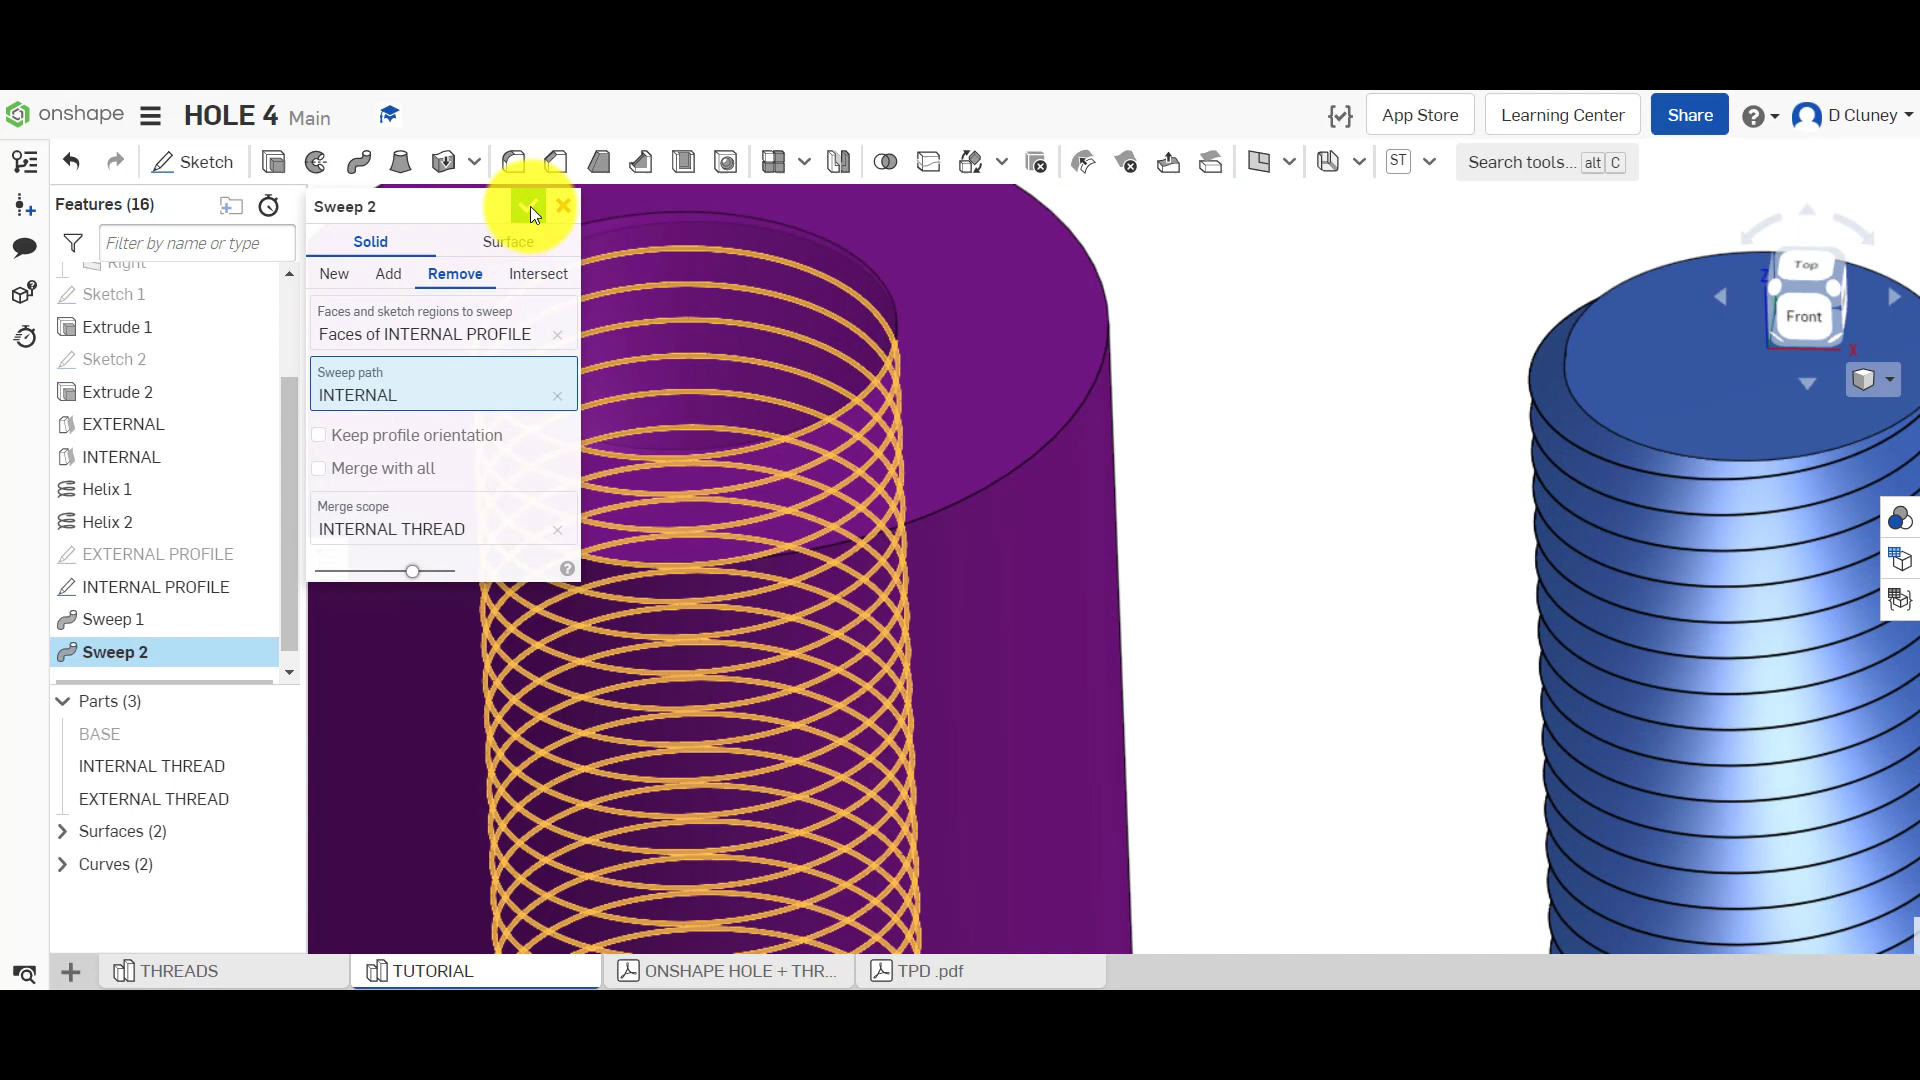 onshape HOLE 4 Main App Store Learning Center Share ? D Cluney
Sketch ST Search tools... alt C
Features (16)
Filter by name or type
Right
Sketch 1
Extrude 1
Sketch 2
Extrude 2
EXTERNAL
INTERNAL
Helix 1
Helix 2
EXTERNAL PROFILE
INTERNAL PROFILE
Sweep 1
Sweep 2
Parts (3)
BASE
INTERNAL THREAD
EXTERNAL THREAD
Surfaces (2)
Curves (2)
Sweep 2
Solid Surface
New Add Remove Intersect
Faces and sketch regions to sweep
Faces of INTERNAL PROFILE
Sweep path
INTERNAL
Keep profile orientation
Merge with all
Merge scope
INTERNAL THREAD
?
Top
Z
Front
X
THREADS TUTORIAL ONSHAPE HOLE + THR... TPD .pdf